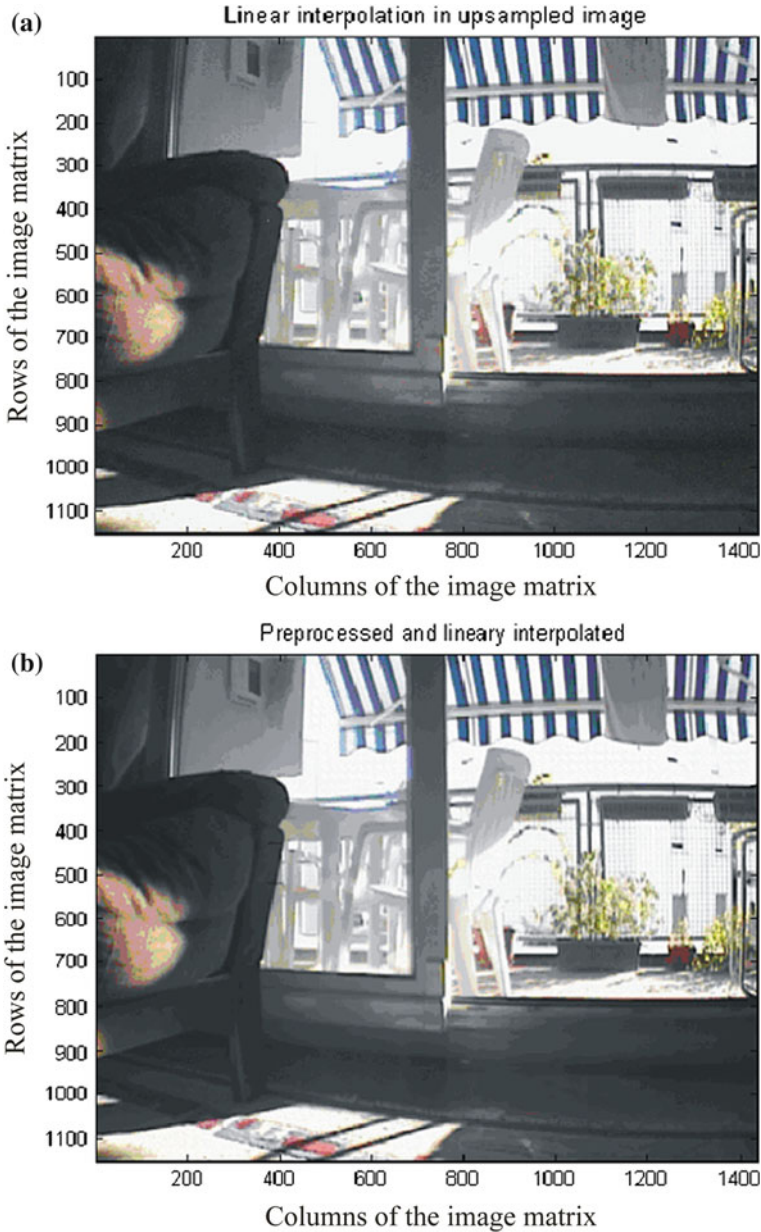 (a)
Linear interpolation in upsampled image
Rows of the image matrix
100
200
300
400
500
600
700
800
900
1000
1100
200 400 600 800 1000 1200 1400
Columns of the image matrix
(b)
Preprocessed and lineary interpolated
Rows of the image matrix
100
200
300
400
500
600
700
800
900
1000
1100
200 400 600 800 1000 1200 1400
Columns of the image matrix